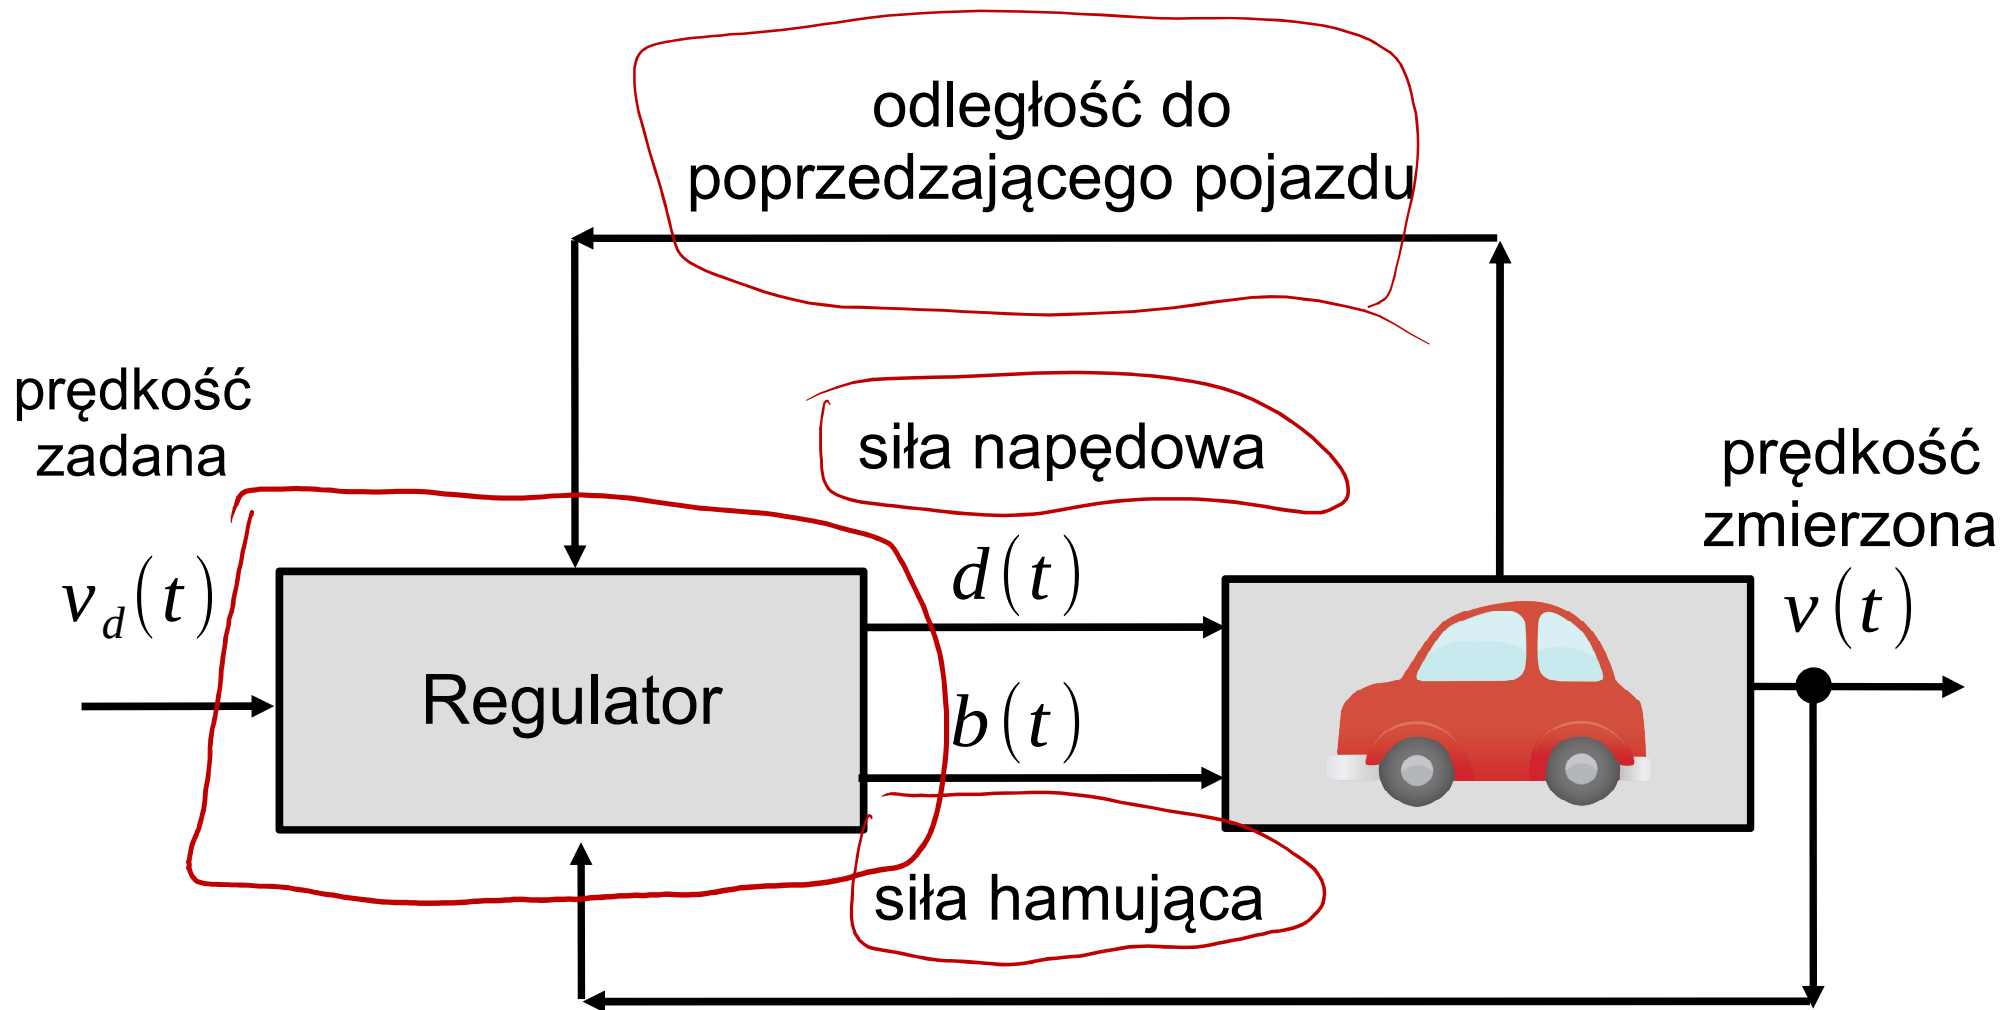 odległość do
poprzedzającego pojazdu
prędkość
zadana
siła napędowa
prędkość
zmierzona
v_d(t)
d(t)
v(t)
Regulator
b(t)
siła hamująca